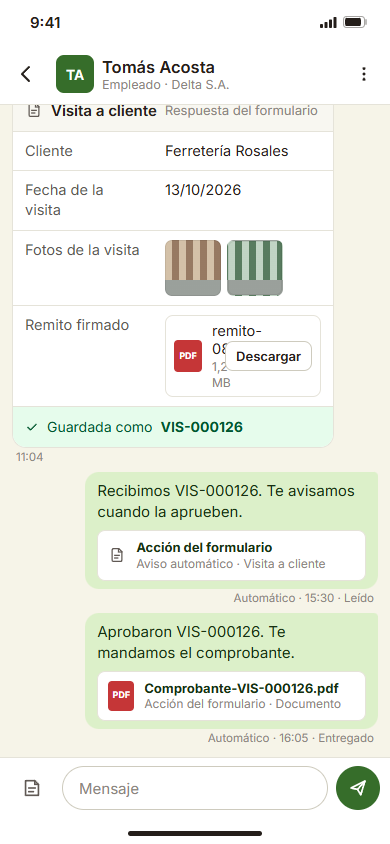 9:41
TA
Tomás Acosta
Empleado · Delta S.A.
Visita a cliente Respuesta del formulario
Cliente Ferretería Rosales
Fecha de la visita 13/10/2026
Fotos de la visita
Remito firmado
PDF
remito-
Descargar
MB
Guardada como VIS-000126
11:04
Recibimos VIS-000126. Te avisamos
cuando la aprueben.
Acción del formulario
Aviso automático · Visita a cliente
Automático · 15:30 · Leído
Aprobaron VIS-000126. Te
mandamos el comprobante.
PDF
Comprobante-VIS-000126.pdf
Acción del formulario · Documento
Automático · 16:05 · Entregado
Mensaje